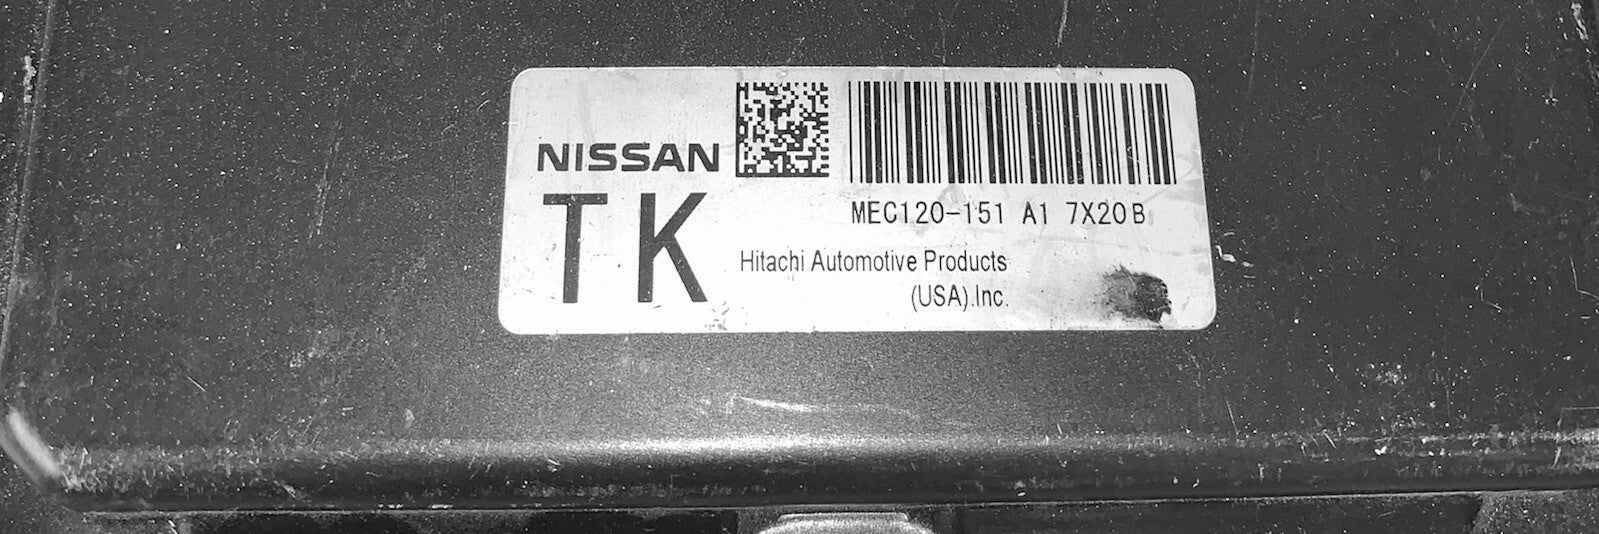 NISSAN
TK
MEC120-151 A1 7X20B
Hitachi Automotive Products
(USA).Inc.